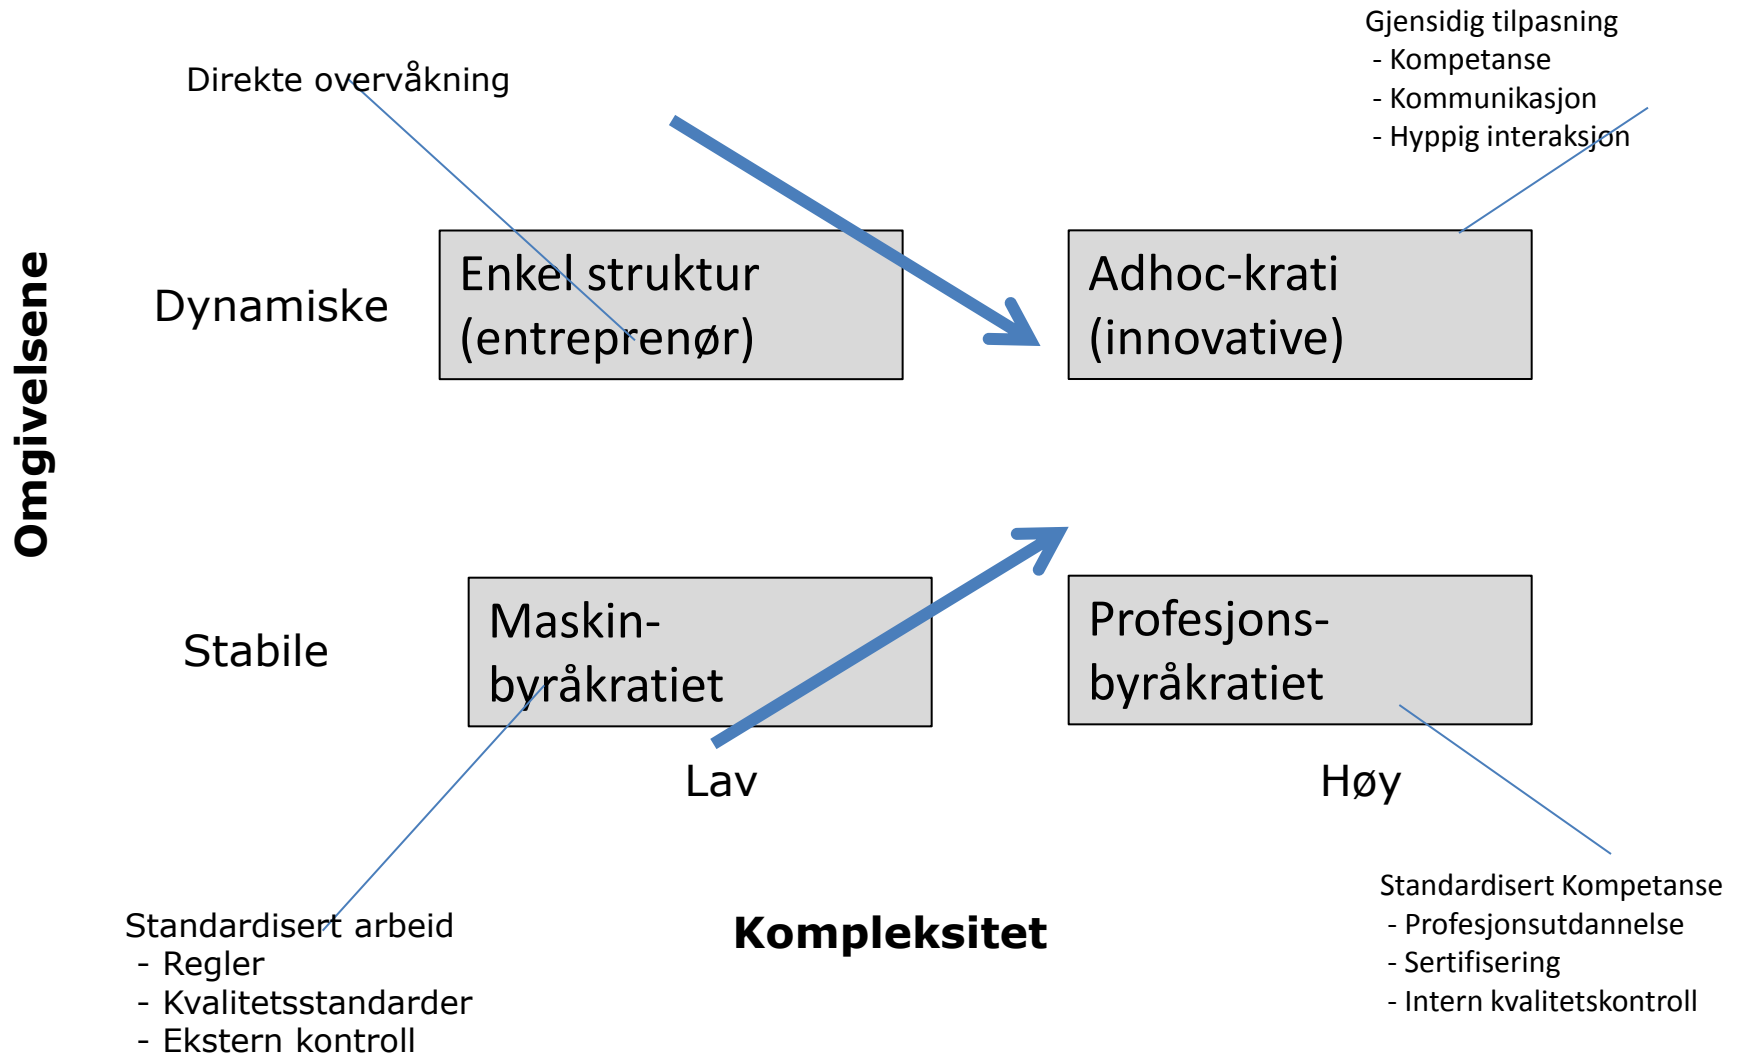 Gjensidig tilpasning
- Kompetanse
- Kommunikasjon
- Hyppig interaksjon
Direkte overvåkning
Omgivelsene
Dynamiske
Enkel struktur
(entreprenør)
Adhoc-krati
(innovative)
Stabile
Maskin-
byråkratiet
Profesjons-
byråkratiet
Lav
Høy
Kompleksitet
Standardisert arbeid
- Regler
- Kvalitetsstandarder
- Ekstern kontroll
Standardisert Kompetanse
- Profesjonsutdannelse
- Sertifisering
- Intern kvalitetskontroll